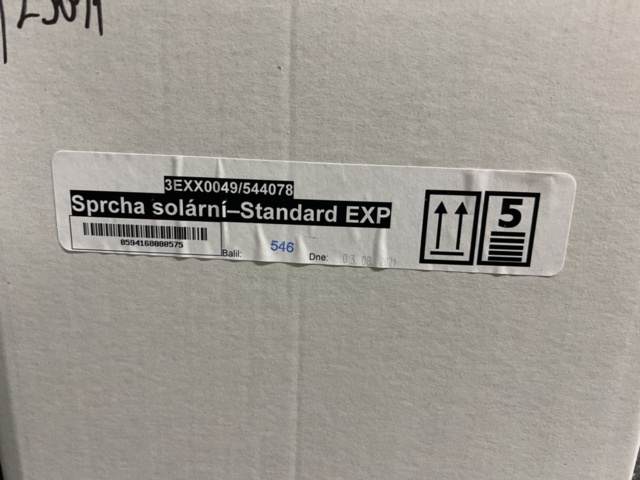 3EXX0049/544078
Sprcha solární–Standard EXP
8594160000575
Balil: 546 Dne:
5